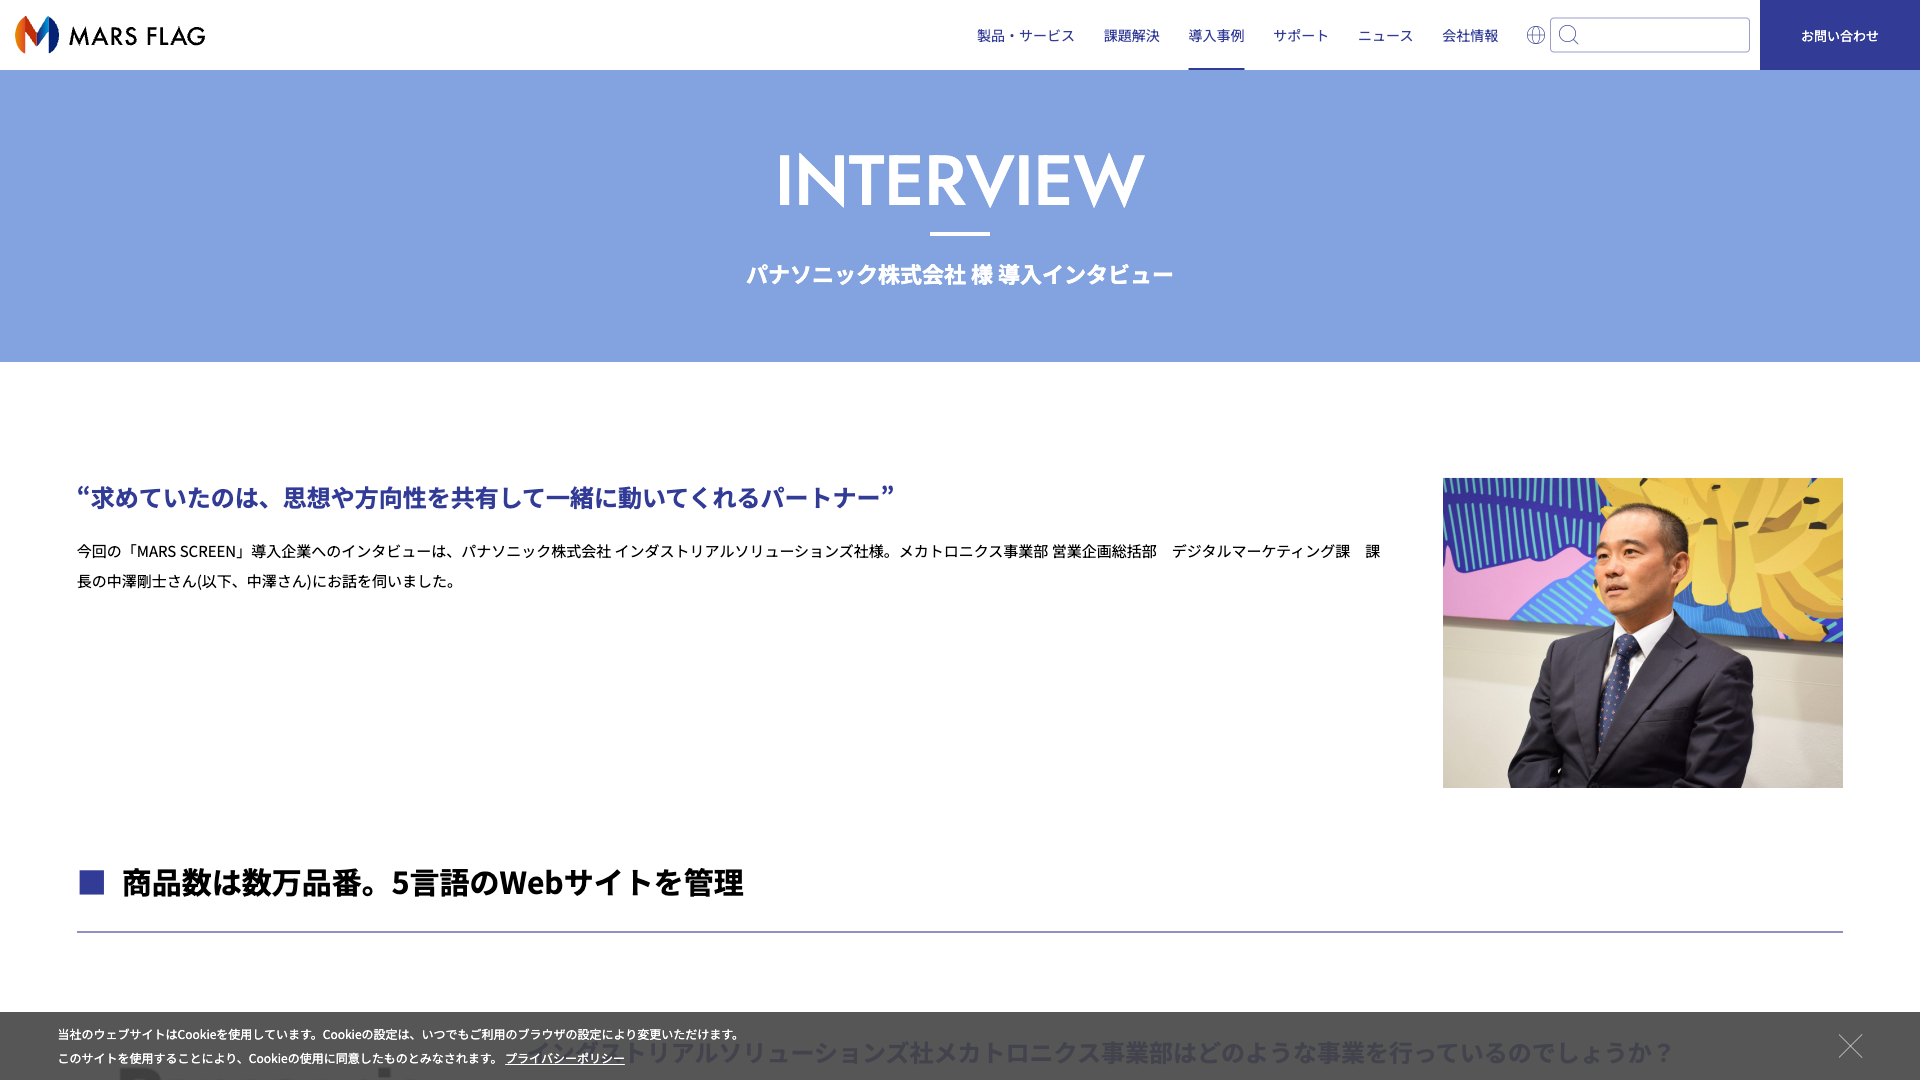 MARS FLAG
製品・サービス 課題解決 導入事例 サポート ニュース 会社情報 お問い合わせ
INTERVIEW
パナソニック株式会社 様 導入インタビュー
“求めていたのは、思想や方向性を共有して一緒に動いてくれるパートナー”
今回の「MARS SCREEN」導入企業へのインタビューは、パナソニック株式会社 インダストリアルソリューションズ社様。メカトロニクス事業部 営業企画総括部　デジタルマーケティング課　課
長の中澤剛士さん(以下、中澤さん)にお話を伺いました。
■ 商品数は数万品番。5言語のWebサイトを管理
当社のウェブサイトはCookieを使用しています。Cookieの設定は、いつでもご利用のブラウザの設定により変更いただけます。
このサイトを使用することにより、Cookieの使用に同意したものとみなされます。 プライバシーポリシー
インダストリアルソリューションズ社メカトロニクス事業部はどのような事業を行っているのでしょうか？